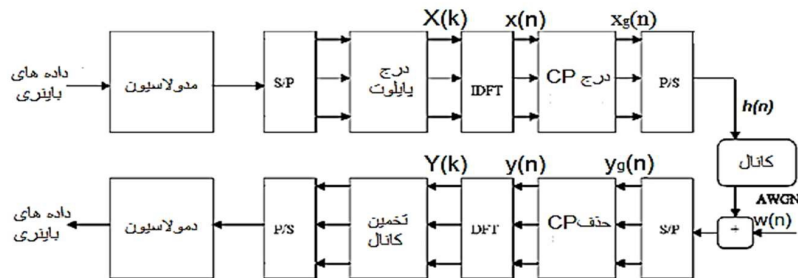 X(k)
x(n)
xg(n)
داده های
باینری
مدولاسیون
S/P
درج
پایلوت
IDFT
درج CP
P/S
h(n)
کانال
AWGN
w(n)
+
Y(k)
y(n)
yg(n)
S/P
حذف CP
DFT
تخمین
کانال
P/S
دمولاسیون
داده های
باینری